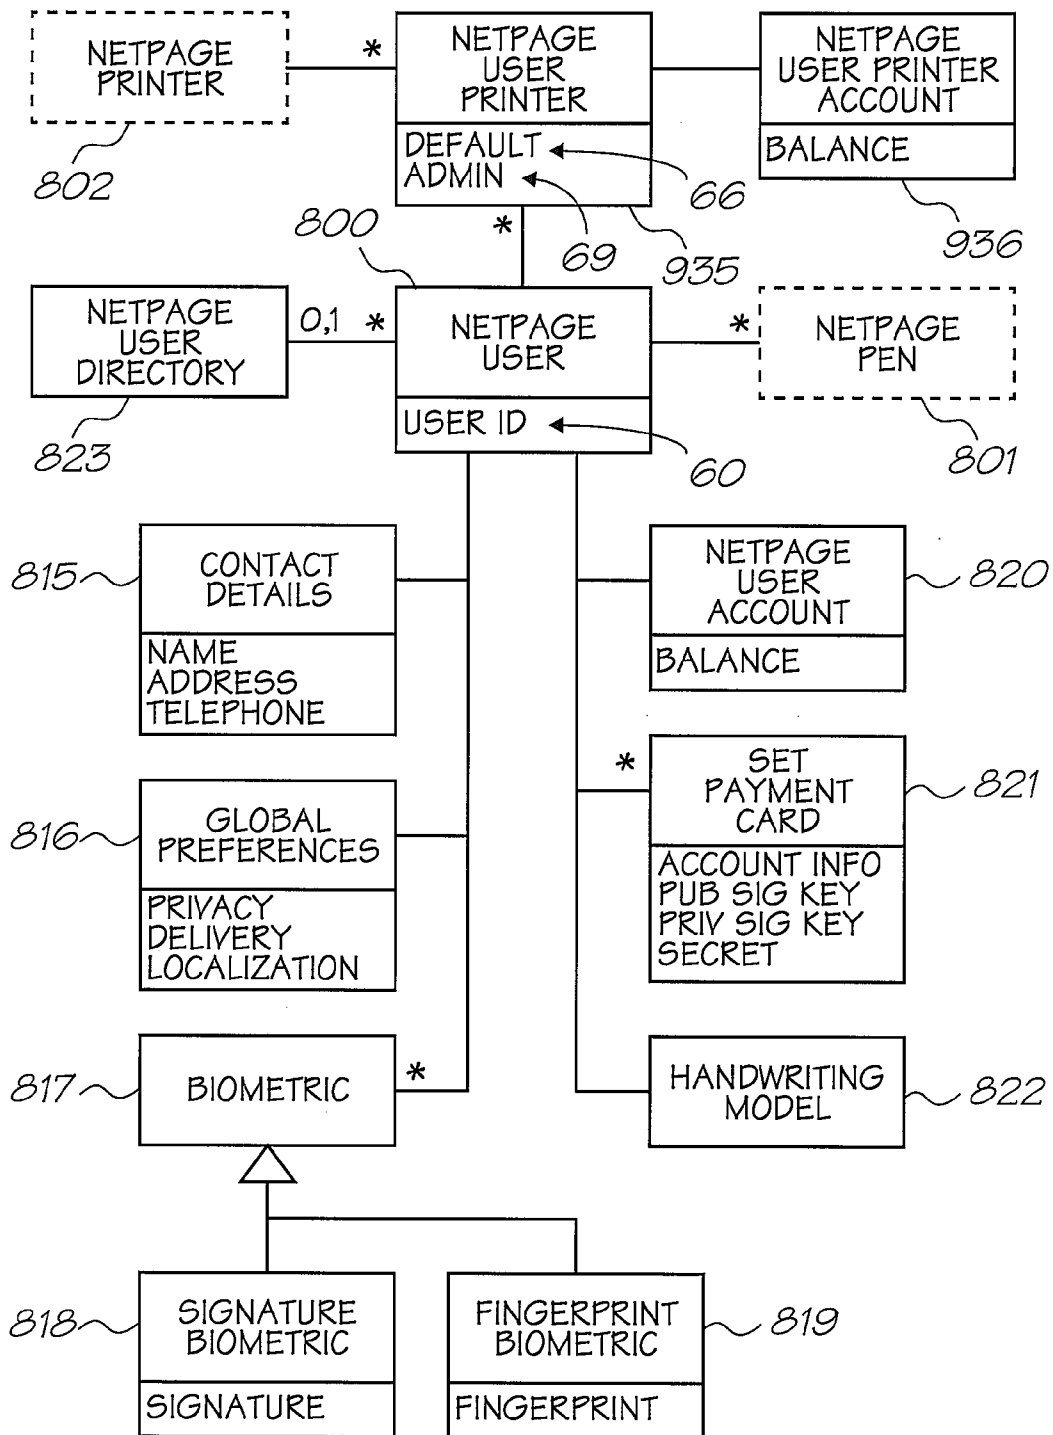 NETPAGE
PRINTER
802
*
NETPAGE
USER
PRINTER
DEFAULT
ADMIN
66
69
935
NETPAGE
USER PRINTER
ACCOUNT
BALANCE
936
*
800
NETPAGE
USER
DIRECTORY
823
0,1
*
NETPAGE
USER
USER ID
60
*
NETPAGE
PEN
801
815
CONTACT
DETAILS
NAME
ADDRESS
TELEPHONE
NETPAGE
USER
ACCOUNT
BALANCE
820
816
GLOBAL
PREFERENCES
PRIVACY
DELIVERY
LOCALIZATION
*
SET
PAYMENT
CARD
ACCOUNT INFO
PUB SIG KEY
PRIV SIG KEY
SECRET
821
817
BIOMETRIC
*
HANDWRITING
MODEL
822
818
SIGNATURE
BIOMETRIC
SIGNATURE
FINGERPRINT
BIOMETRIC
FINGERPRINT
819